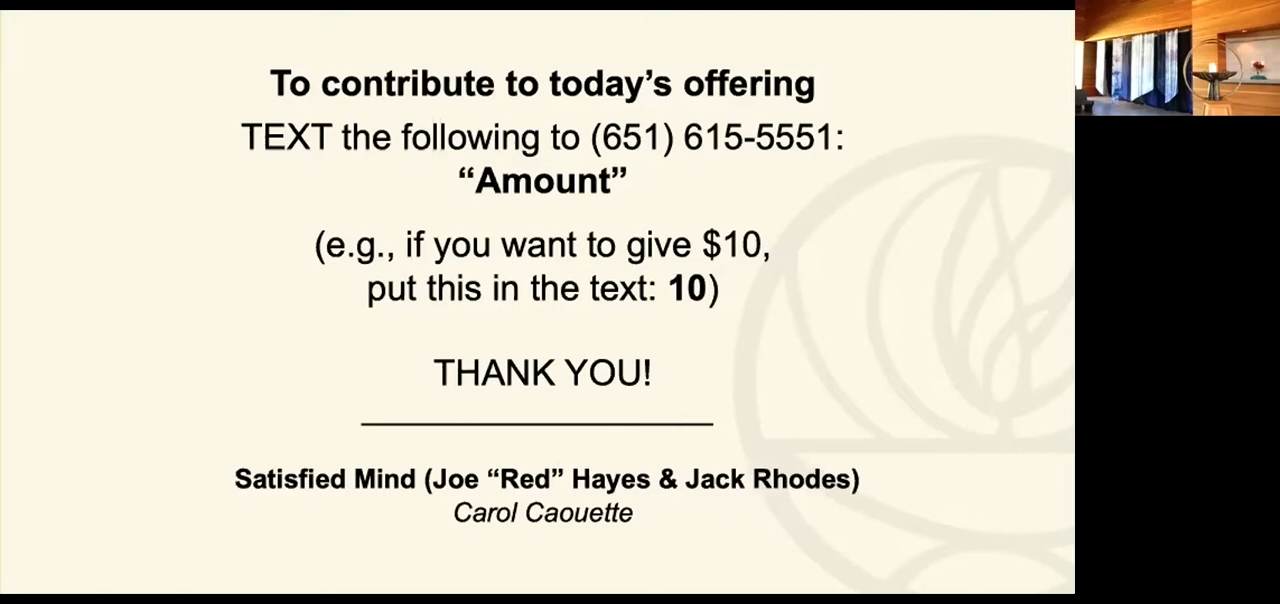 To contribute to today’s offering
TEXT the following to (651) 615-5551:
“Amount”
(e.g., if you want to give $10,
put this in the text: 10)
THANK YOU!
Satisfied Mind (Joe “Red” Hayes & Jack Rhodes)
Carol Caouette